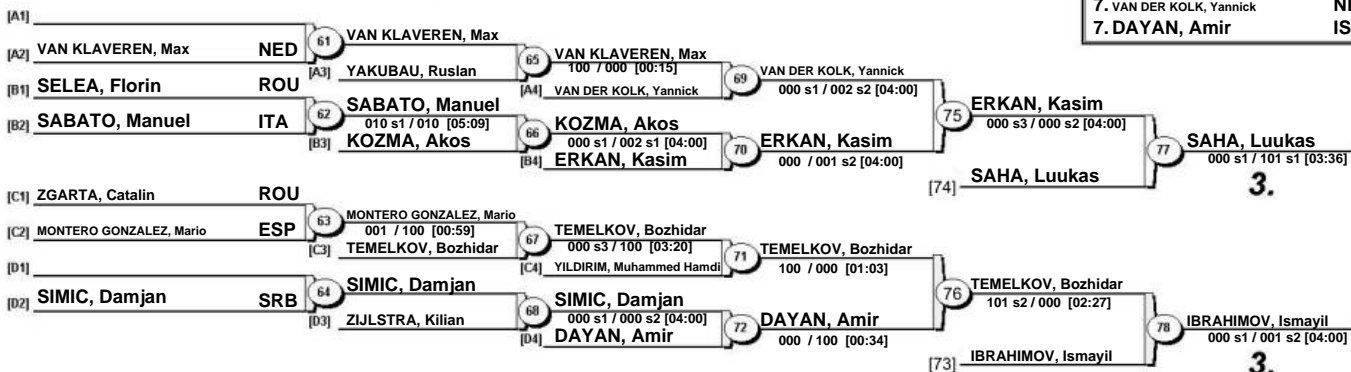 7. VAN DER KOLK, Yannick
7. DAYAN, Amir IS
[A1]
[A2] VAN KLAVEREN, Max NED
61
VAN KLAVEREN, Max
[A3] YAKUBAU, Ruslan
65
VAN KLAVEREN, Max
100 / 000 [00:15]
[A4] VAN DER KOLK, Yannick
69
VAN DER KOLK, Yannick
000 s1 / 002 s2 [04:00]
[B1] SELEA, Florin ROU
[B2] SABATO, Manuel ITA
62
SABATO, Manuel
010 s1 / 010 [05:09]
[B3] KOZMA, Akos
66
KOZMA, Akos
000 s1 / 002 s1 [04:00]
[B4] ERKAN, Kasim
70
ERKAN, Kasim
000 / 001 s2 [04:00]
75
ERKAN, Kasim
000 s3 / 000 s2 [04:00]
[74] SAHA, Luukas
77
SAHA, Luukas
000 s1 / 101 s1 [03:36]
3.
[C1] ZGARTA, Catalin ROU
[C2] MONTERO GONZALEZ, Mario ESP
63
MONTERO GONZALEZ, Mario
001 / 100 [00:59]
[C3] TEMELKOV, Bozhidar
67
TEMELKOV, Bozhidar
000 s3 / 100 [03:20]
[C4] YILDIRIM, Muhammed Hamdi
71
TEMELKOV, Bozhidar
100 / 000 [01:03]
[D1]
[D2] SIMIC, Damjan SRB
64
SIMIC, Damjan
[D3] ZIJLSTRA, Kilian
68
SIMIC, Damjan
000 s1 / 000 s2 [04:00]
[D4] DAYAN, Amir
72
DAYAN, Amir
000 / 100 [00:34]
76
TEMELKOV, Bozhidar
101 s2 / 000 [02:27]
[73] IBRAHIMOV, Ismayil
78
IBRAHIMOV, Ismayil
000 s1 / 001 s2 [04:00]
3.